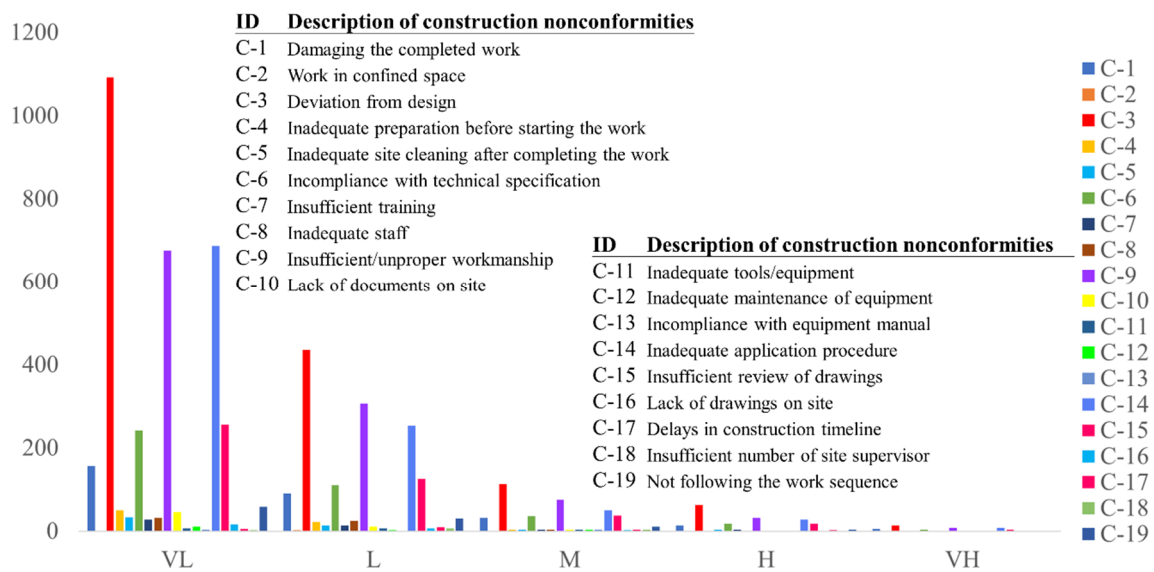 1200
1000
800
600
400
200
0
VL L M H VH
ID Description of construction nonconformities
C-1 Damaging the completed work
C-2 Work in confined space
C-3 Deviation from design
C-4 Inadequate preparation before starting the work
C-5 Inadequate site cleaning after completing the work
C-6 Incompliance with technical specification
C-7 Insufficient training
C-8 Inadequate staff
C-9 Insufficient/unproper workmanship
C-10 Lack of documents on site
ID Description of construction nonconformities
C-11 Inadequate tools/equipment
C-12 Inadequate maintenance of equipment
C-13 Incompliance with equipment manual
C-14 Inadequate application procedure
C-15 Insufficient review of drawings
C-16 Lack of drawings on site
C-17 Delays in construction timeline
C-18 Insufficient number of site supervisor
C-19 Not following the work sequence
C-1
C-2
C-3
C-4
C-5
C-6
C-7
C-8
C-9
C-10
C-11
C-12
C-13
C-14
C-15
C-16
C-17
C-18
C-19